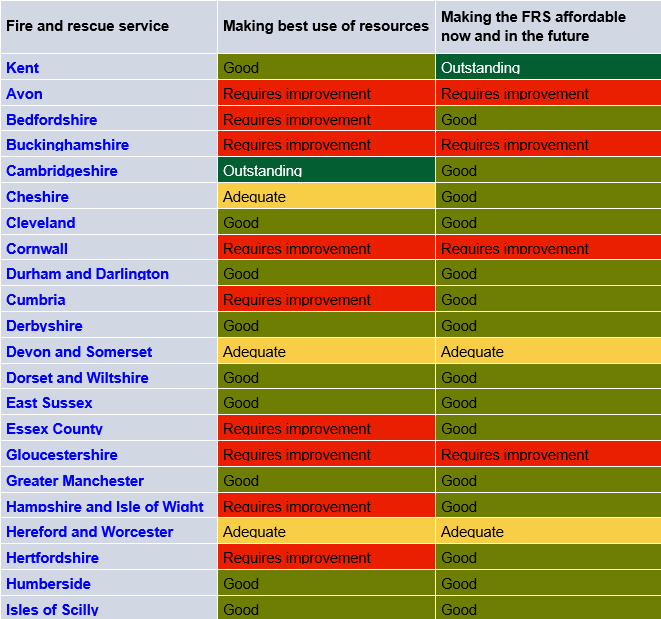 Fire and rescue service Making best use of resources Making the FRS affordable now and in the future
Kent Good Outstanding
Avon Requires improvement Requires improvement
Bedfordshire Requires improvement Good
Buckinghamshire Requires improvement Requires improvement
Cambridgeshire Outstanding Good
Cheshire Adequate Good
Cleveland Good Good
Cornwall Requires improvement Requires improvement
Durham and Darlington Good Good
Cumbria Requires improvement Good
Derbyshire Good Good
Devon and Somerset Adequate Adequate
Dorset and Wiltshire Good Good
East Sussex Good Good
Essex County Requires improvement Good
Gloucestershire Requires improvement Requires improvement
Greater Manchester Good Good
Hampshire and Isle of Wight Requires improvement Good
Hereford and Worcester Adequate Adequate
Hertfordshire Requires improvement Good
Humberside Good Good
Isles of Scilly Good Good